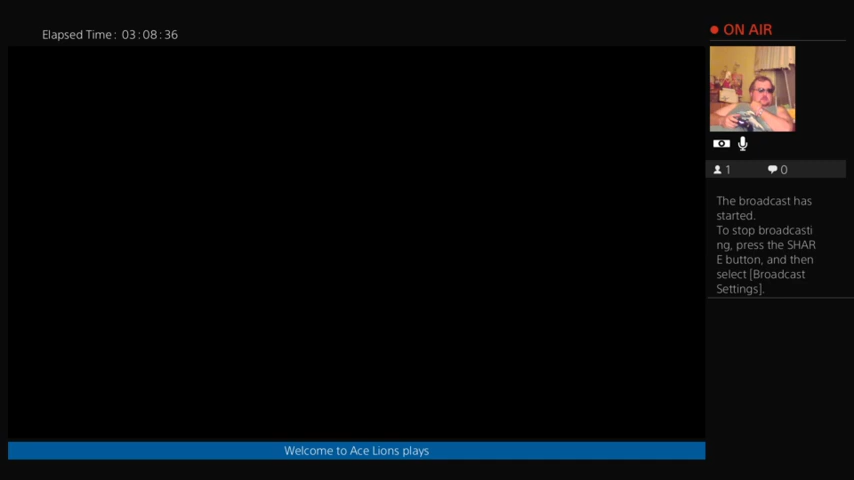 Elapsed Time: 03:08:36
ON AIR
1 0
The broadcast has
started.
To stop broadcasti
ng, press the SHAR
E button, and then
select [Broadcast
Settings].
Welcome to Ace Lions plays